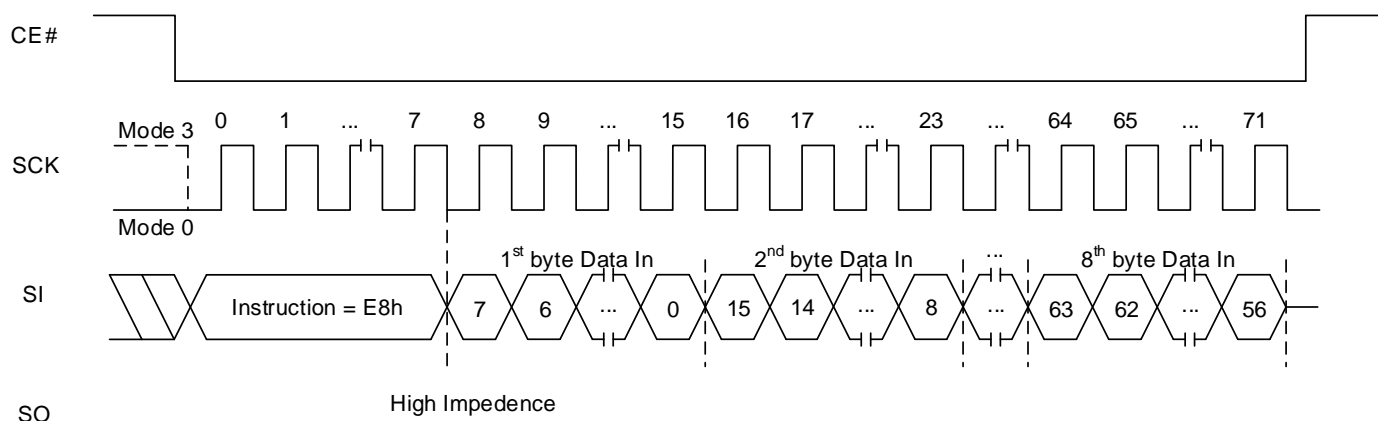 CE#
0 1 ... 7 8 9 ... 15 16 17 ... 23 ... 64 65 ... 71
Mode 3
SCK
Mode 0
1st byte Data In 2nd byte Data In ... 8th byte Data In
SI Instruction = E8h 7 6 ... 0 15 14 ... 8 ... 63 62 ... 56
High Impedence
SO